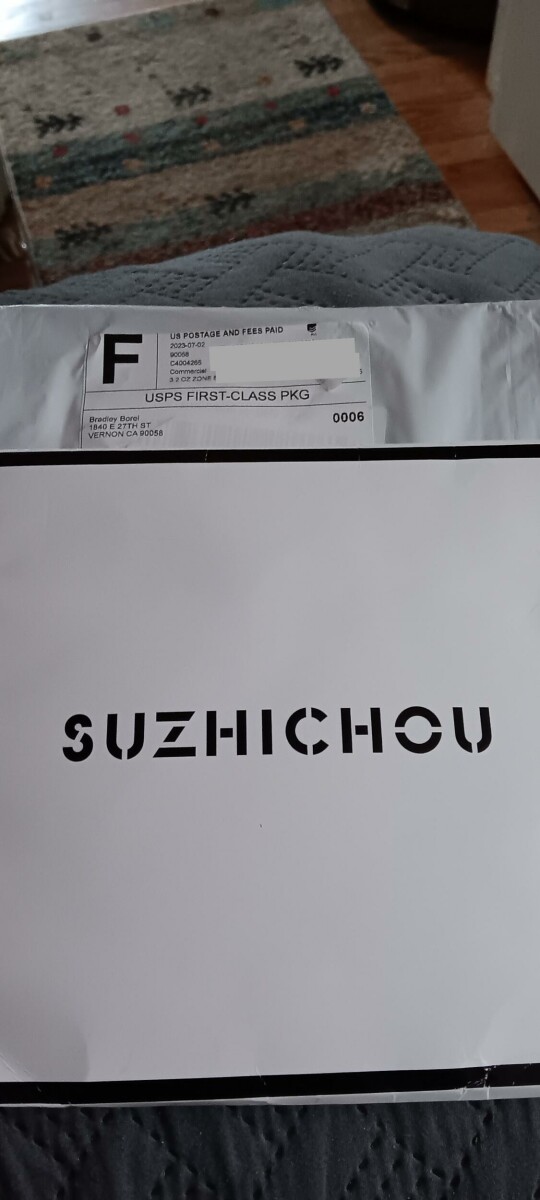 F
US POSTAGE AND FEES PAID
2023-07-02
90058
C4004265
Commercial
3.2 OZ ZONE
USPS FIRST-CLASS PKG
Bradley Borel
1840 E 27TH ST
VERNON CA 90058
0006
SUZHICHOU